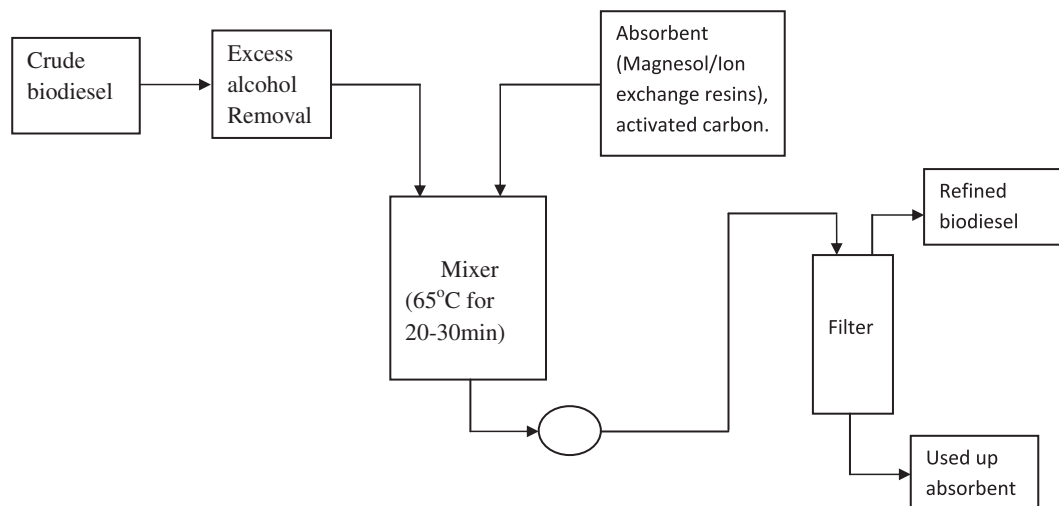 Crude
biodiesel
Excess
alcohol
Removal
Absorbent
(Magnesol/Ion
exchange resins),
activated carbon.
Mixer
(65°C for
20-30min)
Refined
biodiesel
Filter
Used up
absorbent